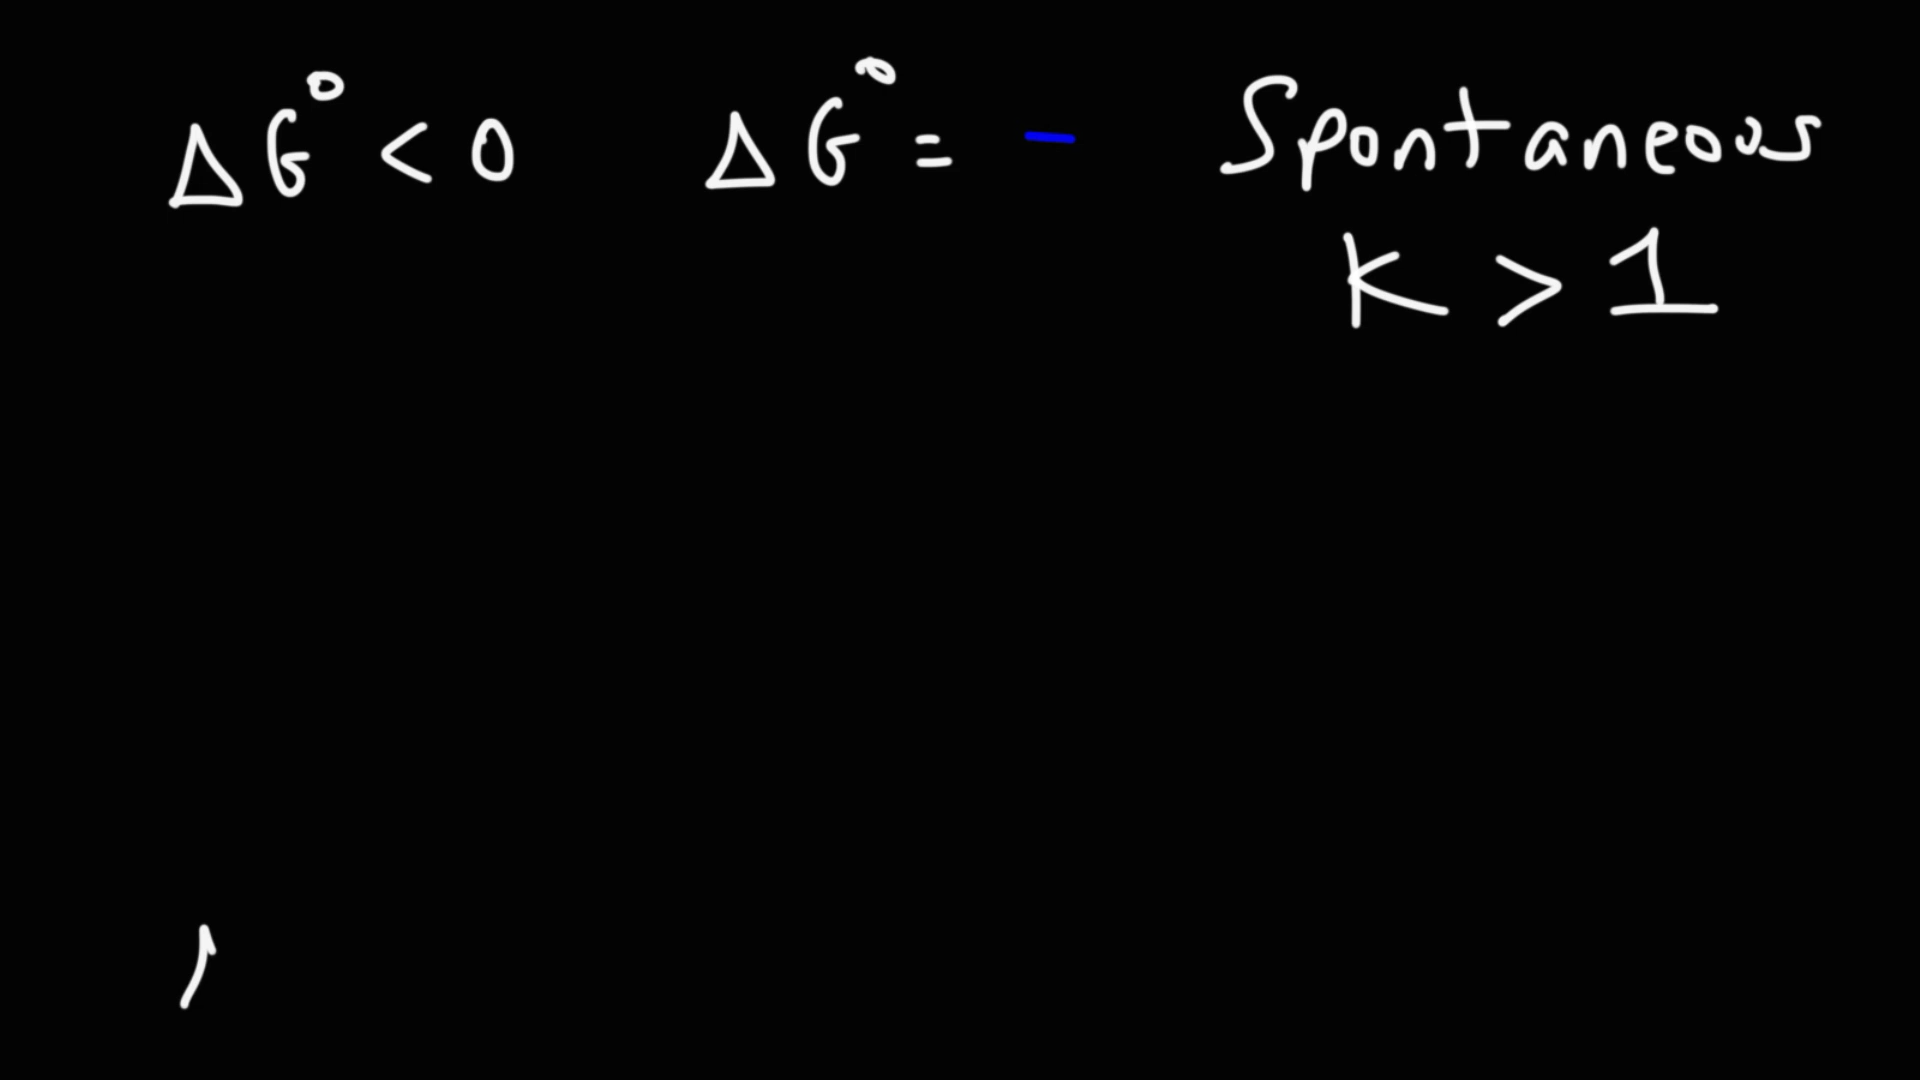 ΔG° < 0 ΔG° = - Spontaneous
K > 1